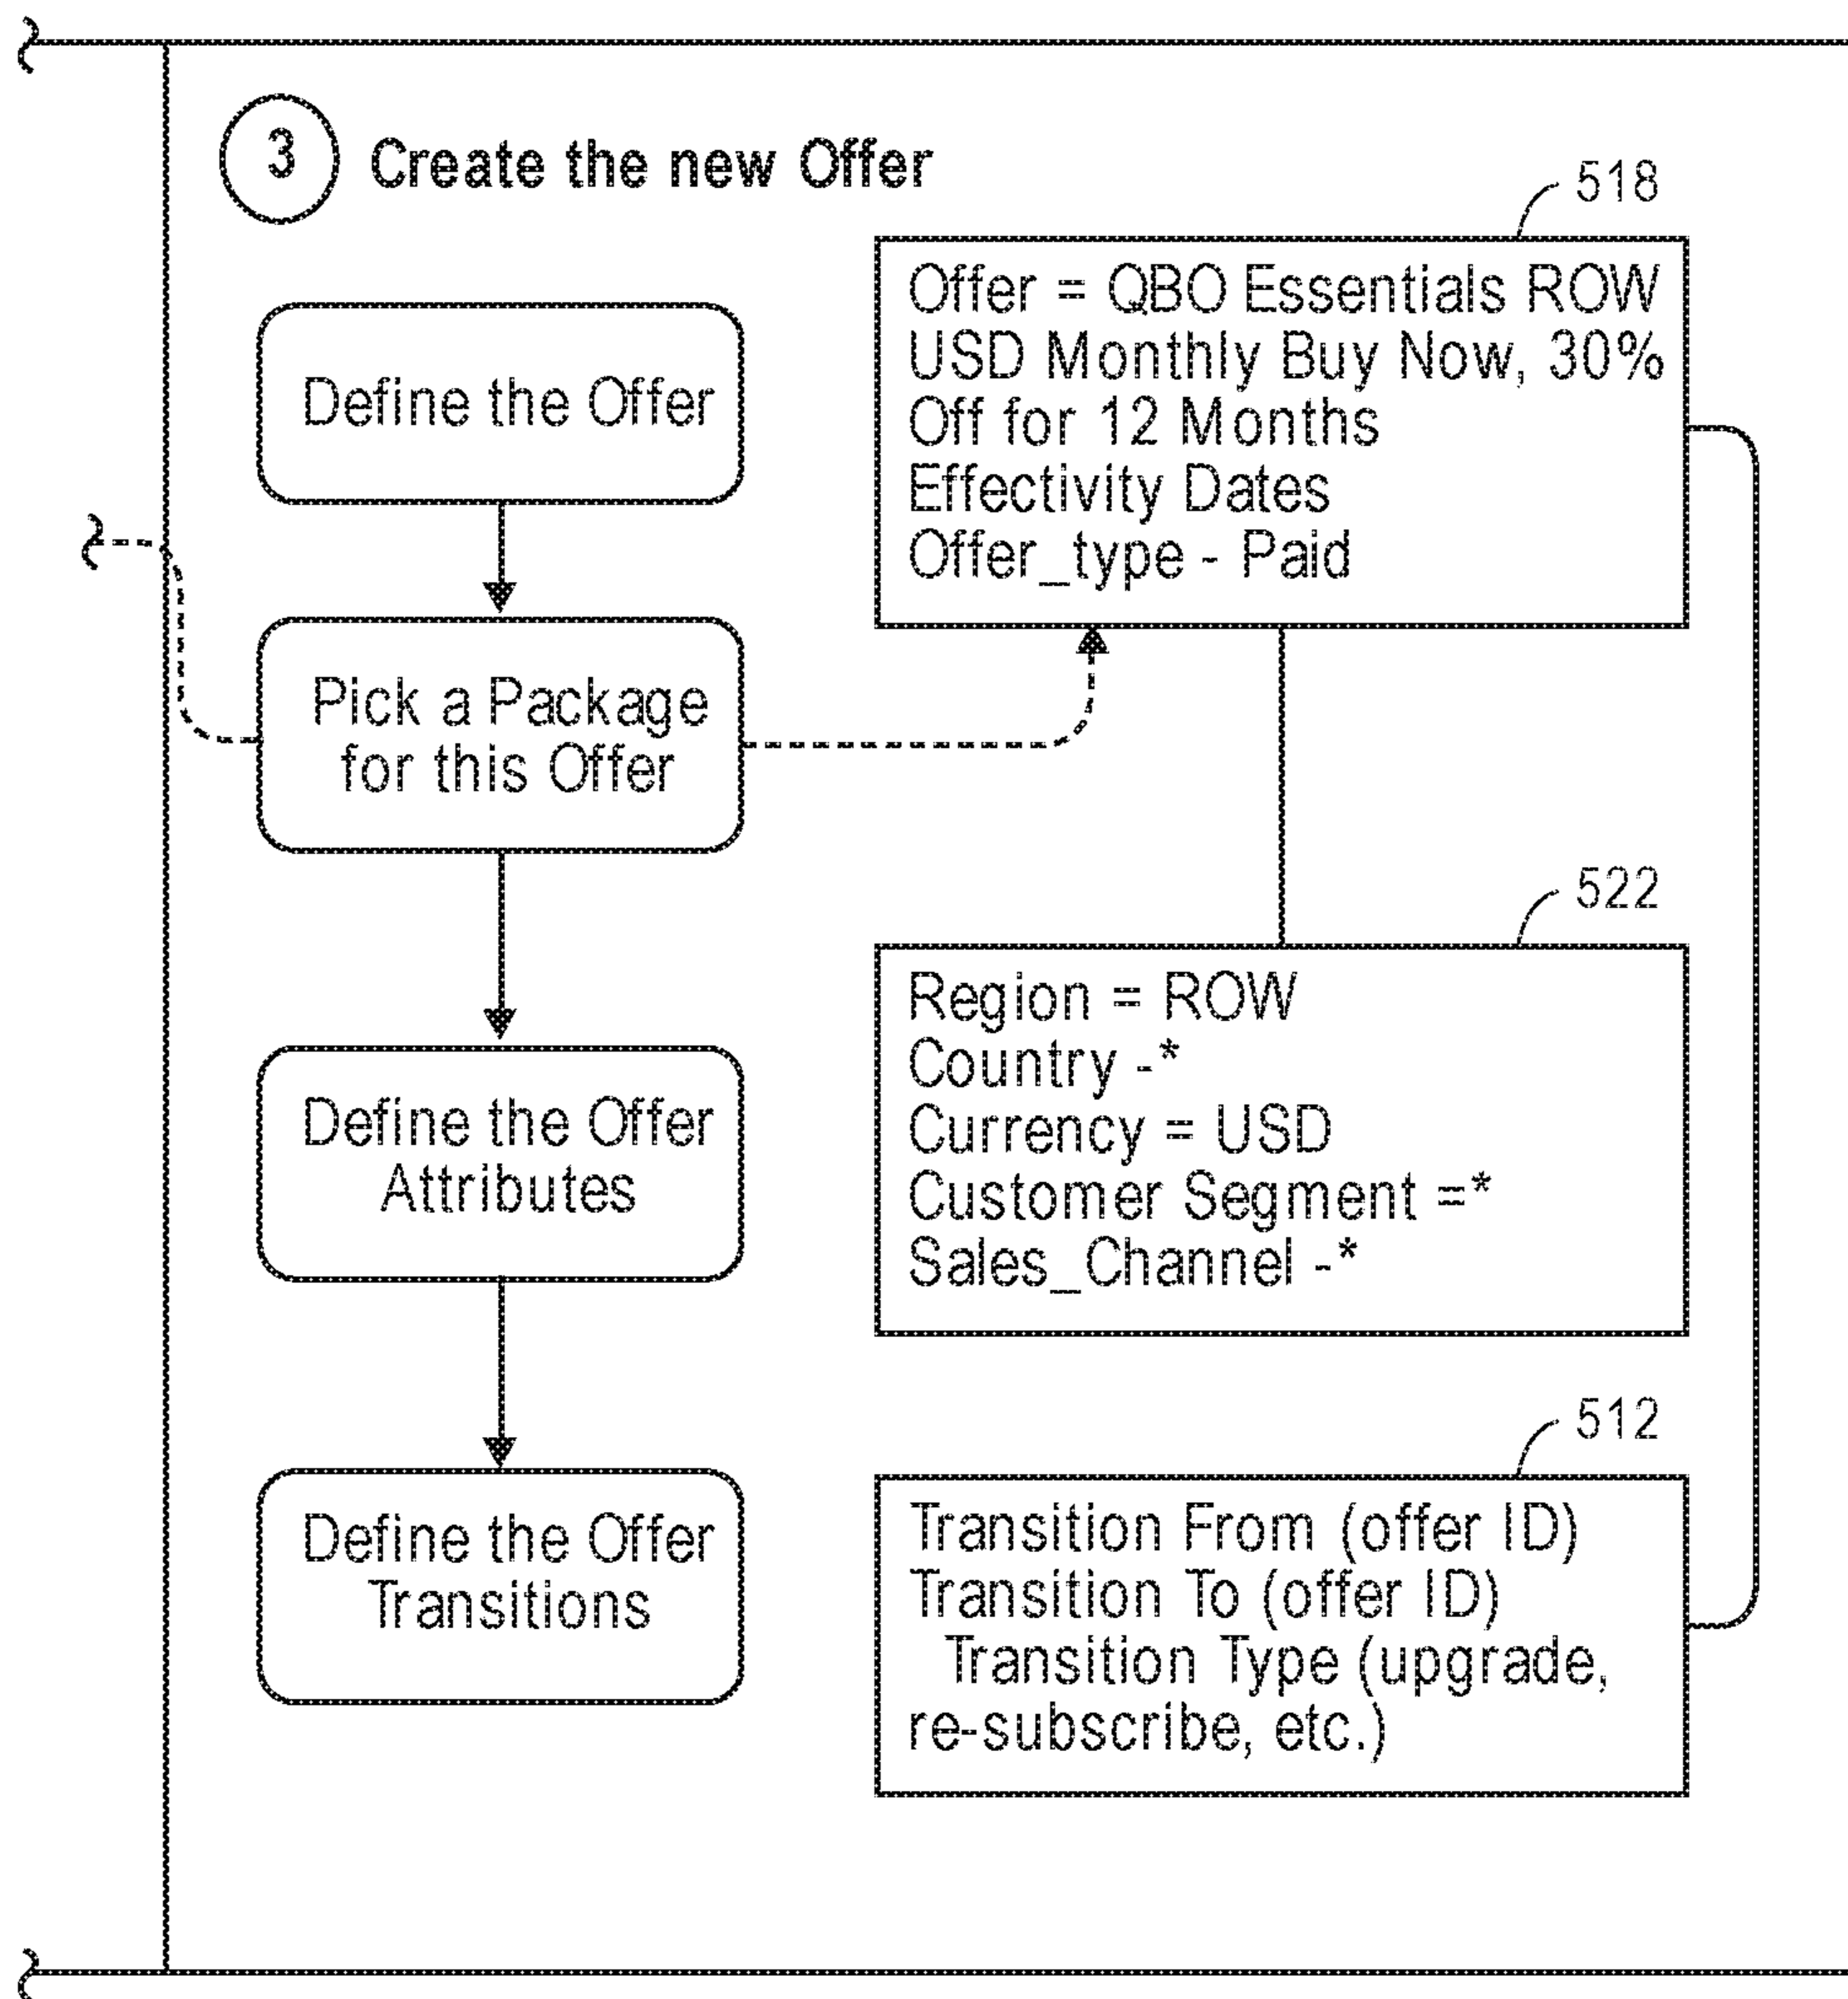 3 Create the new Offer
Define the Offer
Pick a Package
for this Offer
Define the Offer
Attributes
Define the Offer
Transitions
518
Offer = QBO Essentials ROW
USD Monthly Buy Now, 30%
Off for 12 Months
Effectivity Dates
Offer_type - Paid
522
Region = ROW
Country -*
Currency = USD
Customer Segment =*
Sales_Channel -*
512
Transition From (offer ID)
Transition To (offer ID)
Transition Type (upgrade,
re-subscribe, etc.)